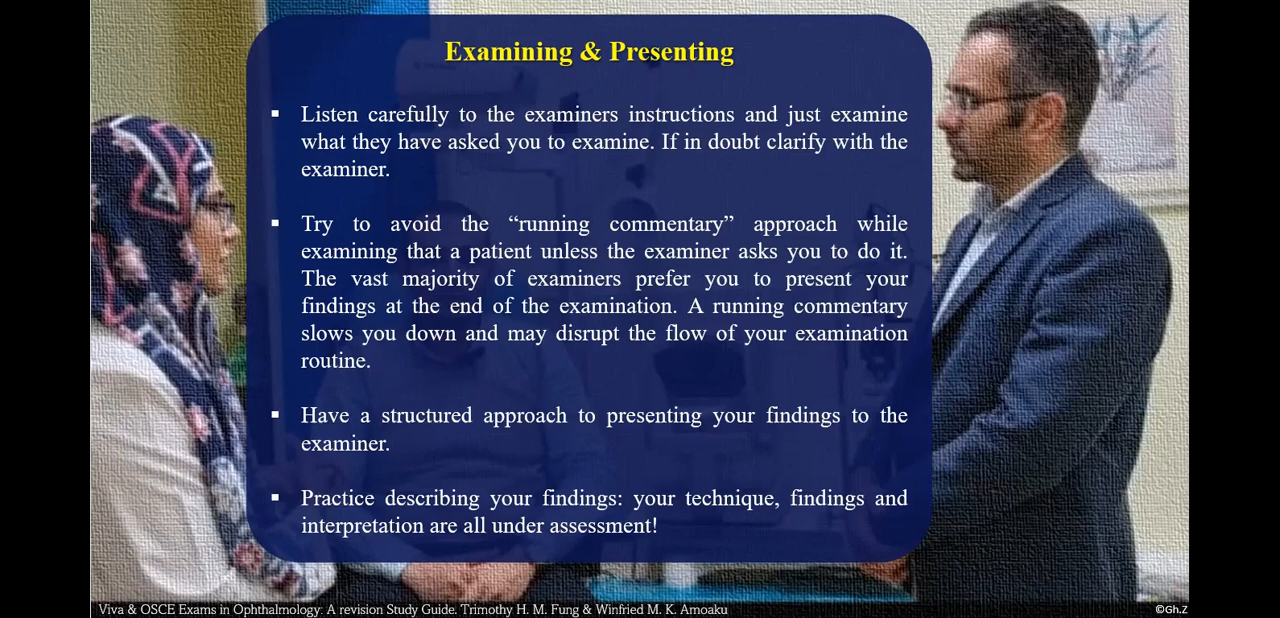 Examining & Presenting
▪ Listen carefully to the examiners instructions and just examine
what they have asked you to examine. If in doubt clarify with the
examiner.
▪ Try to avoid the “running commentary” approach while
examining that a patient unless the examiner asks you to do it.
The vast majority of examiners prefer you to present your
findings at the end of the examination. A running commentary
slows you down and may disrupt the flow of your examination
routine.
▪ Have a structured approach to presenting your findings to the
examiner.
▪ Practice describing your findings: your technique, findings and
interpretation are all under assessment!
Viva & OSCE Exams in Ophthalmology: A revision Study Guide. Trimothy H. M. Fung & Winfried M. K. Amoaku
©Gh.Z